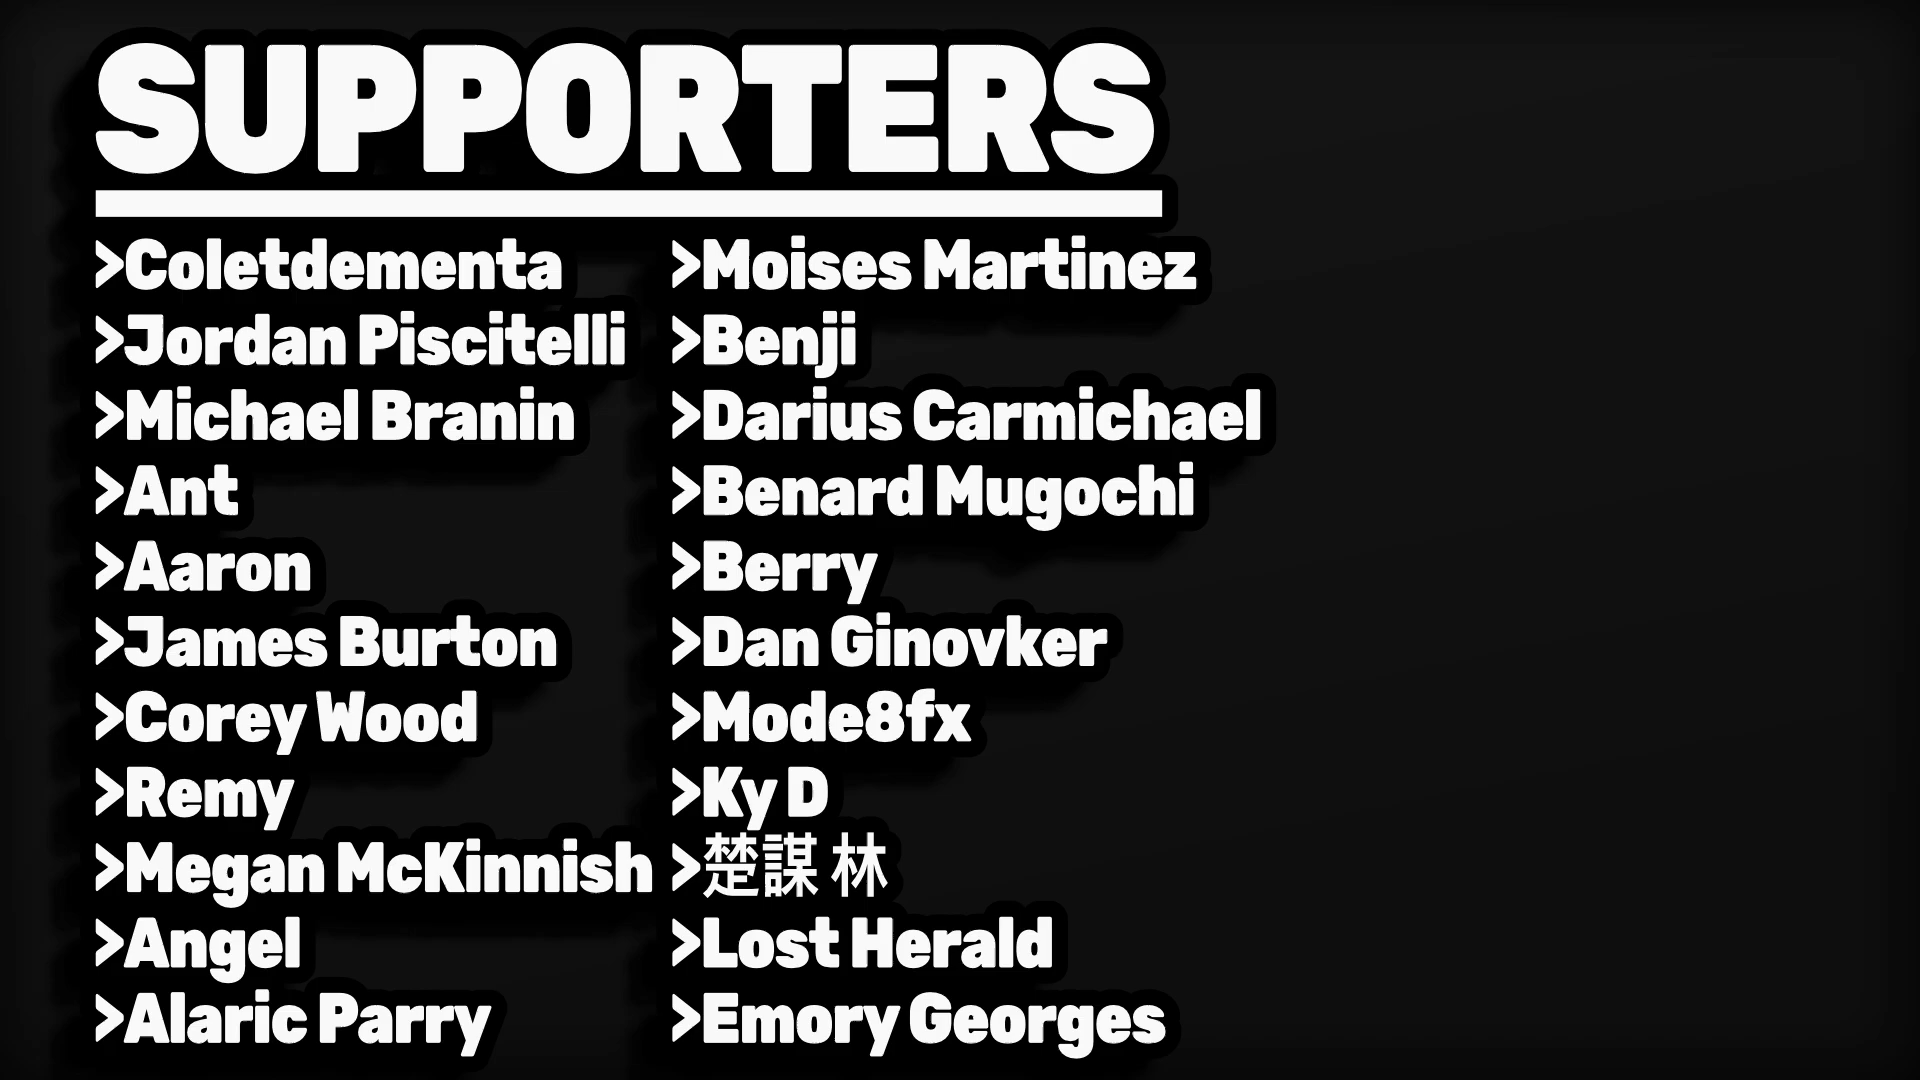 SUPPORTERS
>Coletdementa
>Jordan Piscitelli
>Michael Branin
>Ant
>Aaron
>James Burton
>Corey Wood
>Remy
>Megan McKinnish
>Angel
>Alaric Parry
>Moises Martinez
>Benji
>Darius Carmichael
>Benard Mugochi
>Berry
>Dan Ginovker
>Mode8fx
>Ky D
>楚謀 林
>Lost Herald
>Emory Georges